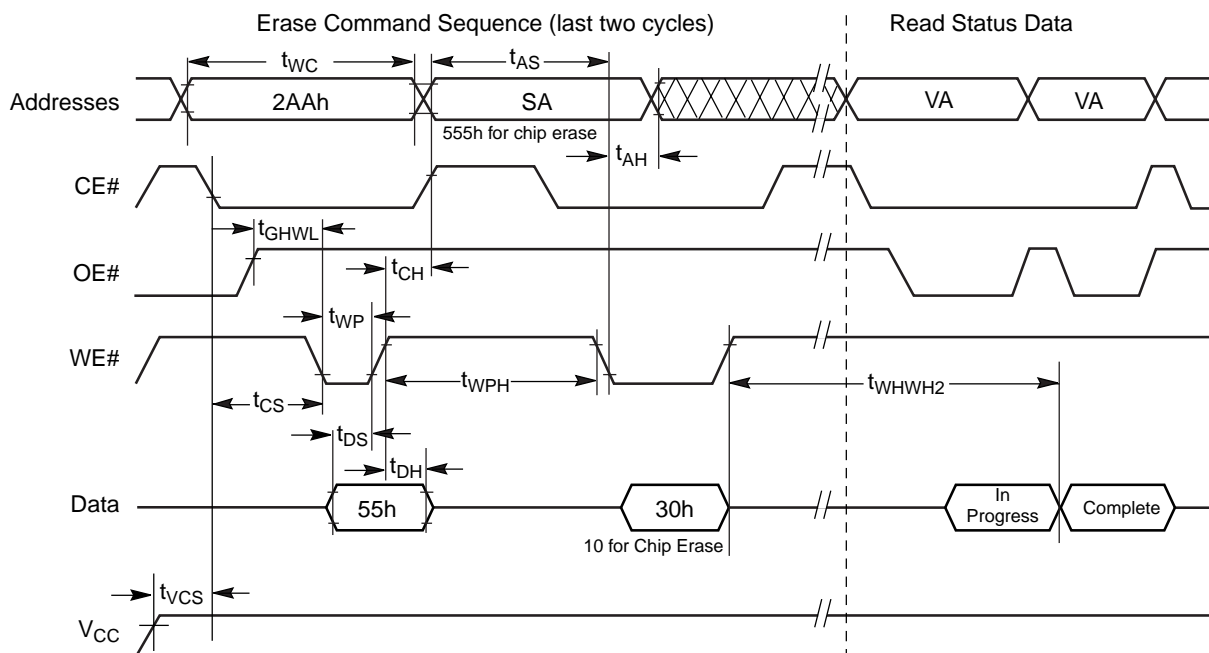 Erase Command Sequence (last two cycles)
Read Status Data
tWC
tAS
Addresses
2AAh
SA
VA
VA
555h for chip erase
tAH
CE#
tGHWL
OE#
tCH
tWP
WE#
tWPH
tWHWH2
tCS
tDS
tDH
Data
55h
30h
In
Progress
Complete
10 for Chip Erase
tVCS
VCC